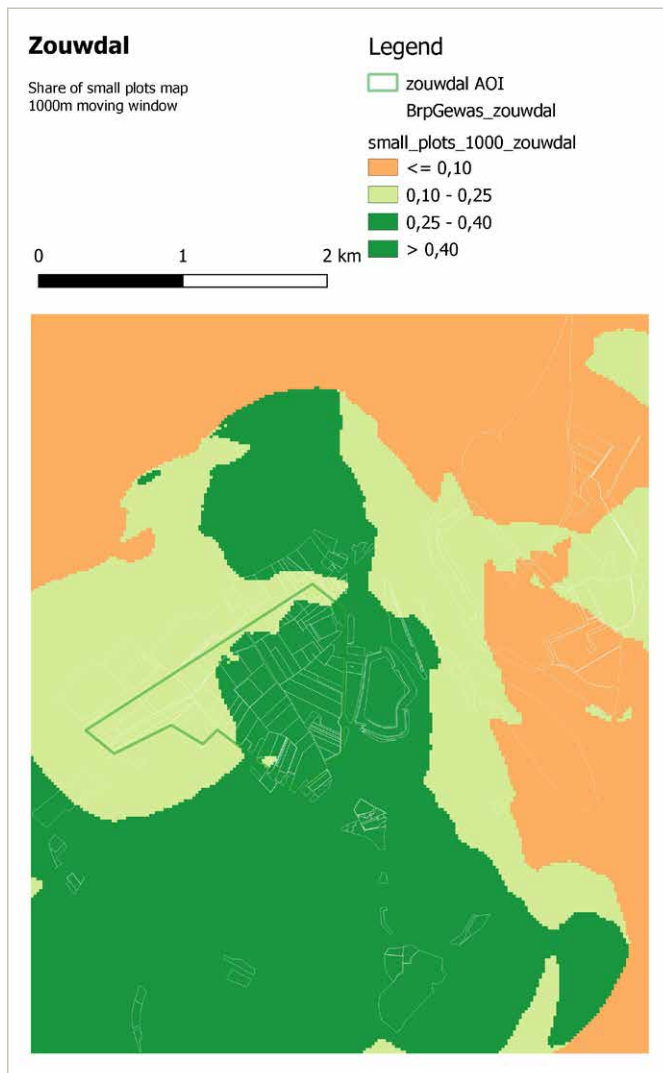 Zouwdal
Share of small plots map
1000m moving window
0 1 2 km
Legend
zouwdal AOI
BrpGewas_zouwdal
small_plots_1000_zouwdal
<= 0,10
0,10 - 0,25
0,25 - 0,40
> 0,40